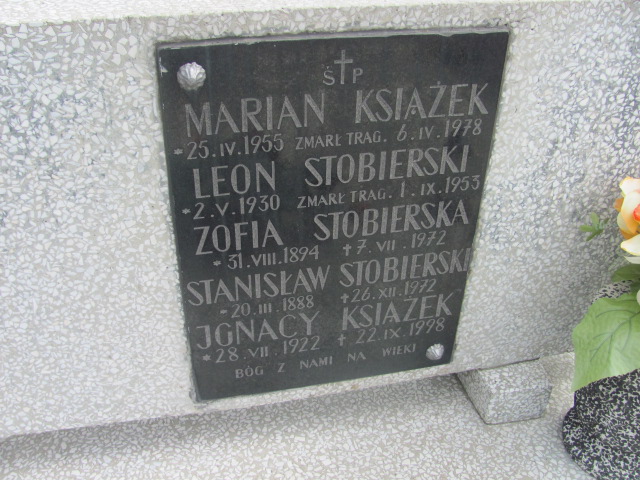 Ś † P
MARIAN KSIĄŻEK
*25.IV.1955 ZMARŁ TRAG. 6.IV.1978
LEON STOBIERSKI
*2.V.1930 ZMARŁ TRAG. 1.IX.1953
ZOFIA STOBIERSKA
*31.VIII.1894 †7.VII.1972
STANISŁAW STOBIERSKI
*20.III.1888 †26.XII.1972
JGNACY KSIĄŻEK
*28.VII.1922 †22.IX.1998
BÓG Z NAMI NA WIEKI